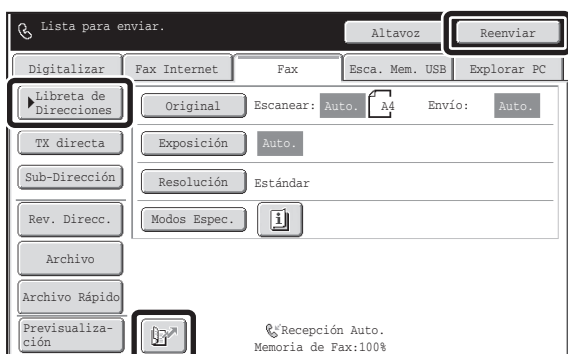 Lista para enviar.
Altavoz
Reenviar
Digitalizar
Fax Internet
Fax
Esca. Mem. USB
Explorar PC
Libreta de
Direcciones
Original
Escanear: Auto. A4 Envío: Auto.
TX directa
Exposición
Auto.
Sub-Dirección
Resolución
Estándar
Rev. Direcc.
Modos Espec.
Archivo
Archivo Rápido
Previsualiza-
ción
Recepción Auto.
Memoria de Fax:100%